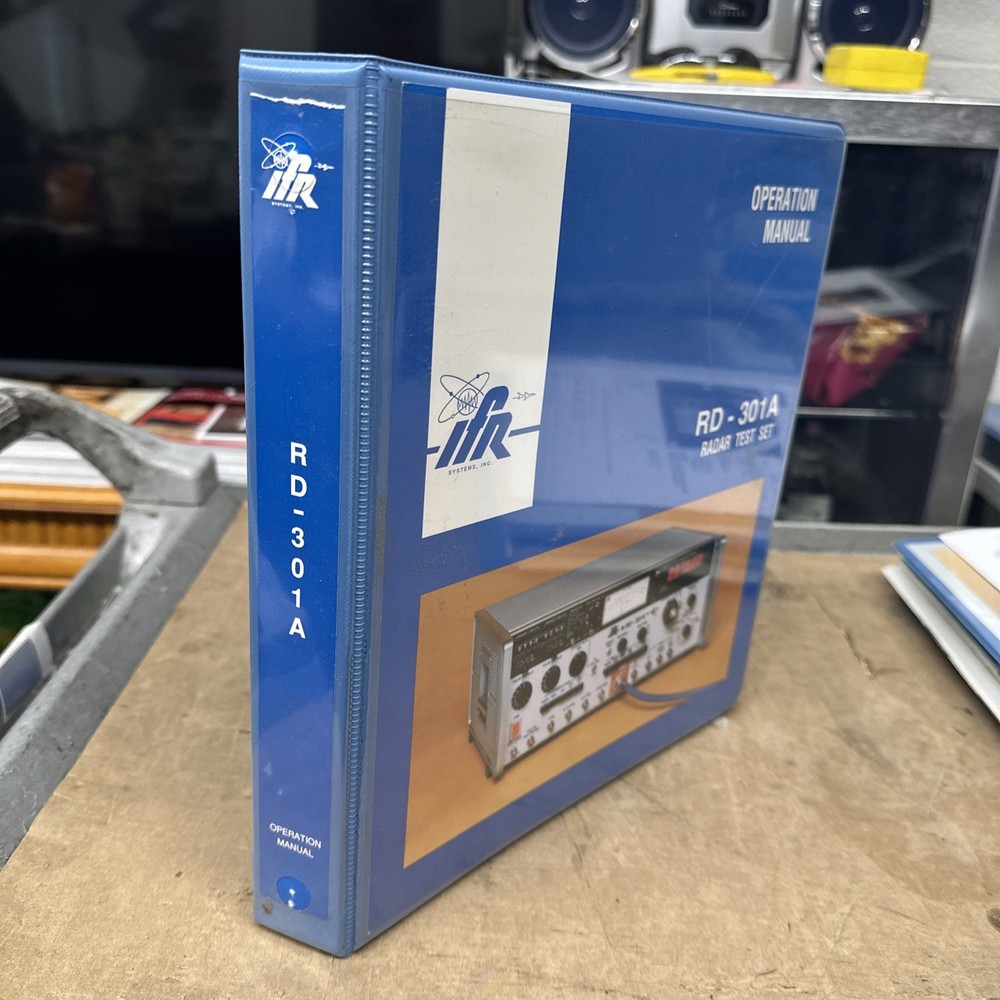 IFR
SYSTEMS, INC.
RD-301A
OPERATION
MANUAL
OPERATION
MANUAL
IFR
SYSTEMS, INC.
RD-301A
RADAR TEST SET